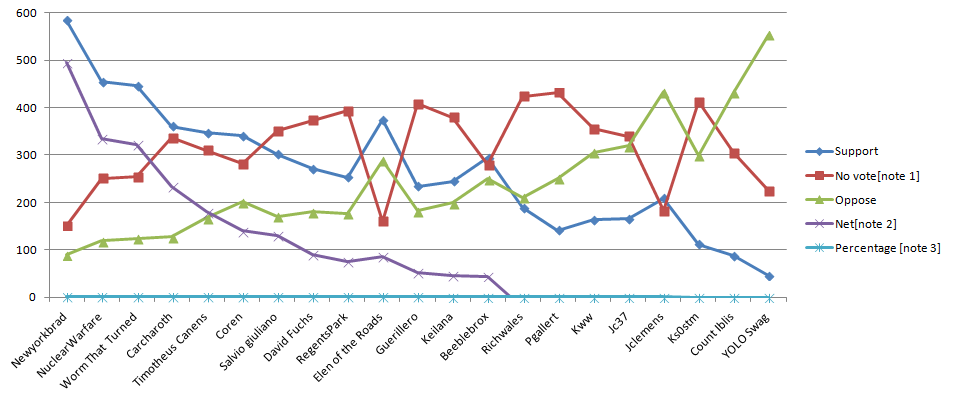 600
500
400
300
200
100
0
Newyorkbrad
NuclearWarfare
Worm That Turned
Carcharoth
Timotheus Canens
Coren
Salvio giuliano
David Fuchs
RegentsPark
Elen of the Roads
Guerillero
Keilana
Beeblebrox
Richwales
Pgallert
Kww
Jc37
Jclemens
Ks0stm
Count Iblis
YOLO Swag
Support
No vote[note 1]
Oppose
Net[note 2]
Percentage [note 3]